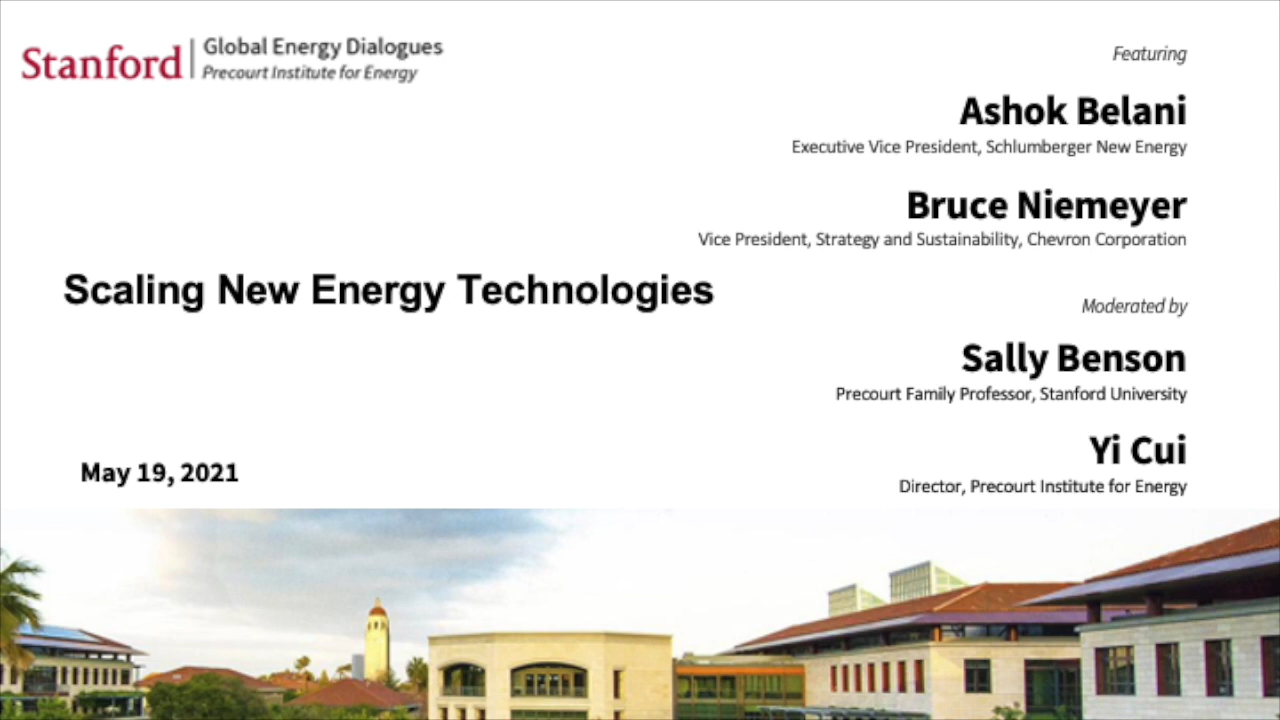 Stanford
Global Energy Dialogues
Precourt Institute for Energy
Featuring
Ashok Belani
Executive Vice President, Schlumberger New Energy
Bruce Niemeyer
Vice President, Strategy and Sustainability, Chevron Corporation
Scaling New Energy Technologies
Moderated by
Sally Benson
Precourt Family Professor, Stanford University
Yi Cui
Director, Precourt Institute for Energy
May 19, 2021